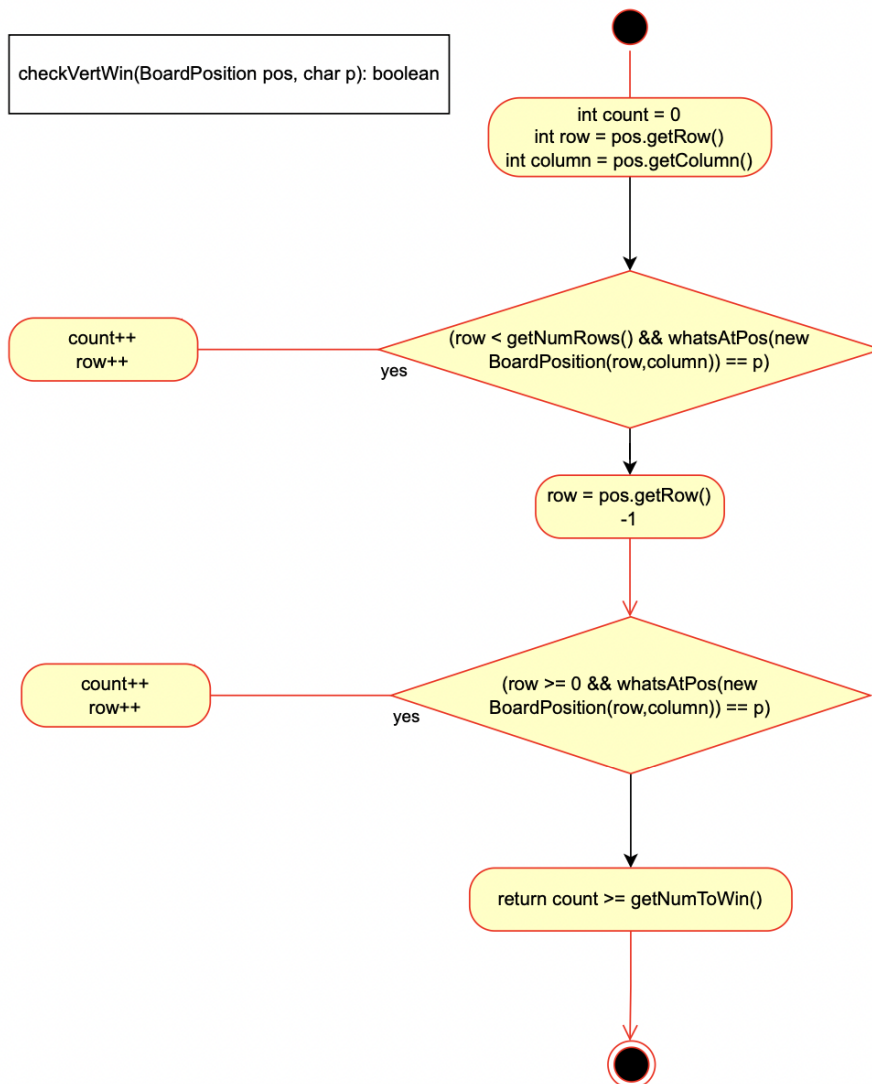 checkVertWin(BoardPosition pos, char p): boolean
int count = 0
int row = pos.getRow()
int column = pos.getColumn()
(row < getNumRows() && whatsAtPos(new
BoardPosition(row,column)) == p)
yes
count++
row++
row = pos.getRow()
-1
(row >= 0 && whatsAtPos(new
BoardPosition(row,column)) == p)
yes
count++
row++
return count >= getNumToWin()